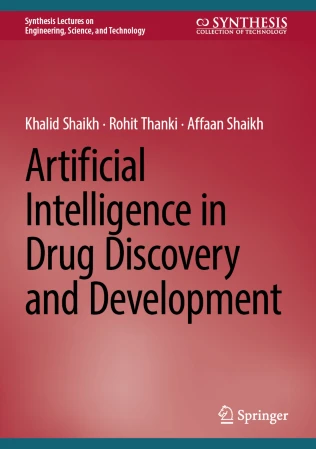 Synthesis Lectures on
Engineering, Science, and Technology
SYNTHESIS
COLLECTION OF TECHNOLOGY
Khalid Shaikh · Rohit Thanki · Affaan Shaikh
Artificial
Intelligence in
Drug Discovery
and Development
Springer